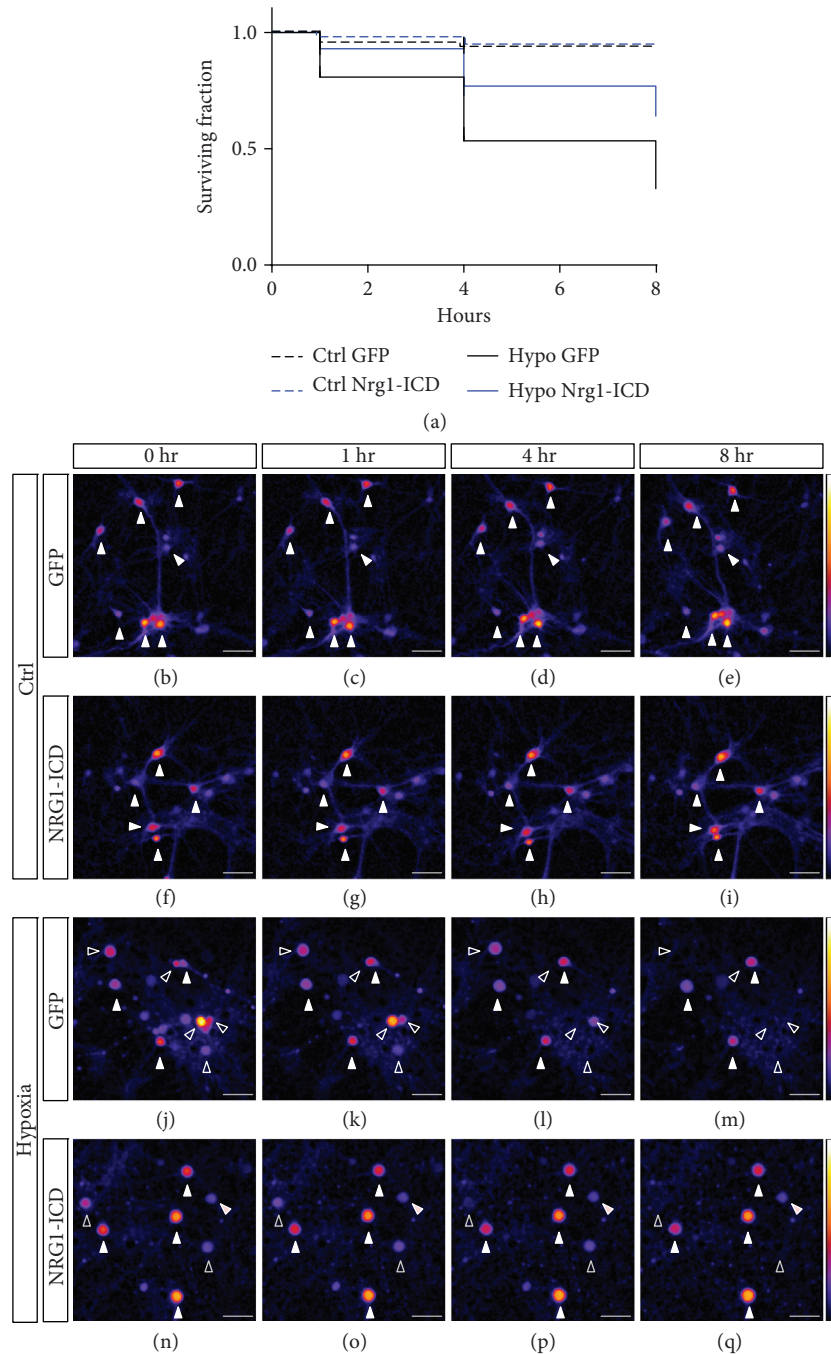 1.0
0.5
0.0
Surviving fraction
0 2 4 6 8
Hours
Ctrl GFP Hypo GFP
Ctrl Nrg1-ICD Hypo Nrg1-ICD
(a)
0 hr 1 hr 4 hr 8 hr
Ctrl
GFP
(b) (c) (d) (e)
NRG1-ICD
(f) (g) (h) (i)
Hypoxia
GFP
(j) (k) (l) (m)
NRG1-ICD
(n) (o) (p) (q)